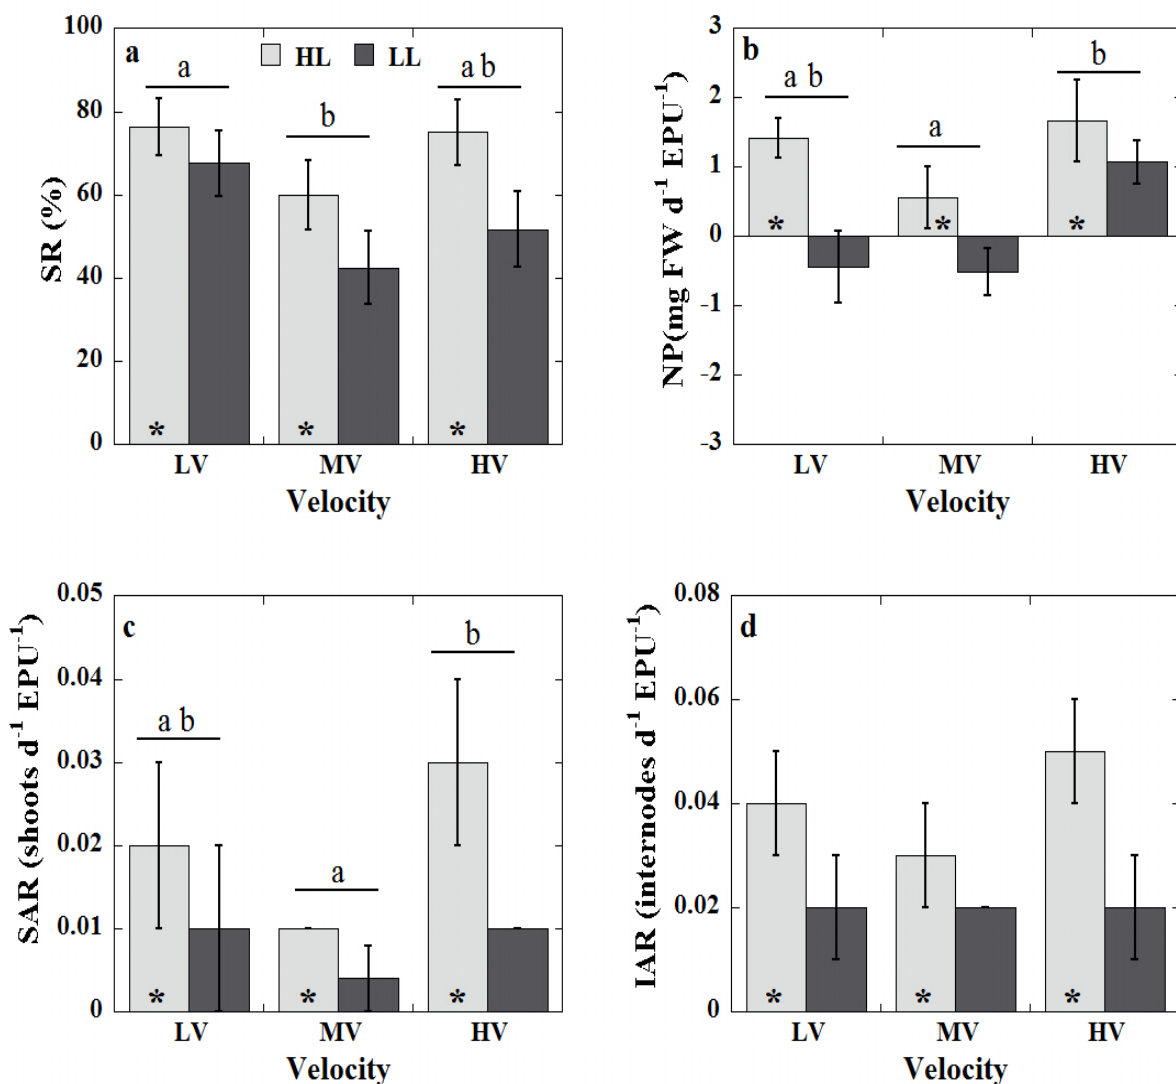 a
HL LL
a
b
a b
SR (%)
100
80
60
40
20
0
* * *
LV MV HV
Velocity
b
a b
a
b
NP(mg FW d⁻¹ EPU⁻¹)
3
2
1
0
-1
-2
-3
* * *
LV MV HV
Velocity
c
a b
a
b
SAR (shoots d⁻¹ EPU⁻¹)
0.05
0.04
0.03
0.02
0.01
0
* * *
LV MV HV
Velocity
d
IAR (internodes d⁻¹ EPU⁻¹)
0.08
0.06
0.04
0.02
0
* * *
LV MV HV
Velocity